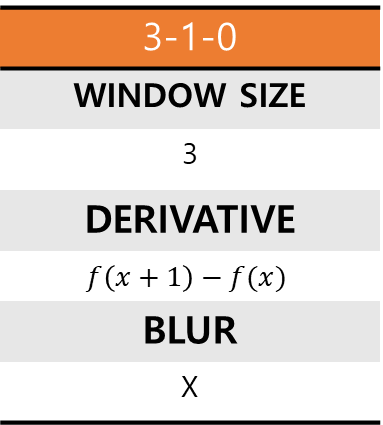 3-1-0
WINDOW SIZE
3
DERIVATIVE
f(x + 1) − f(x)
BLUR
X